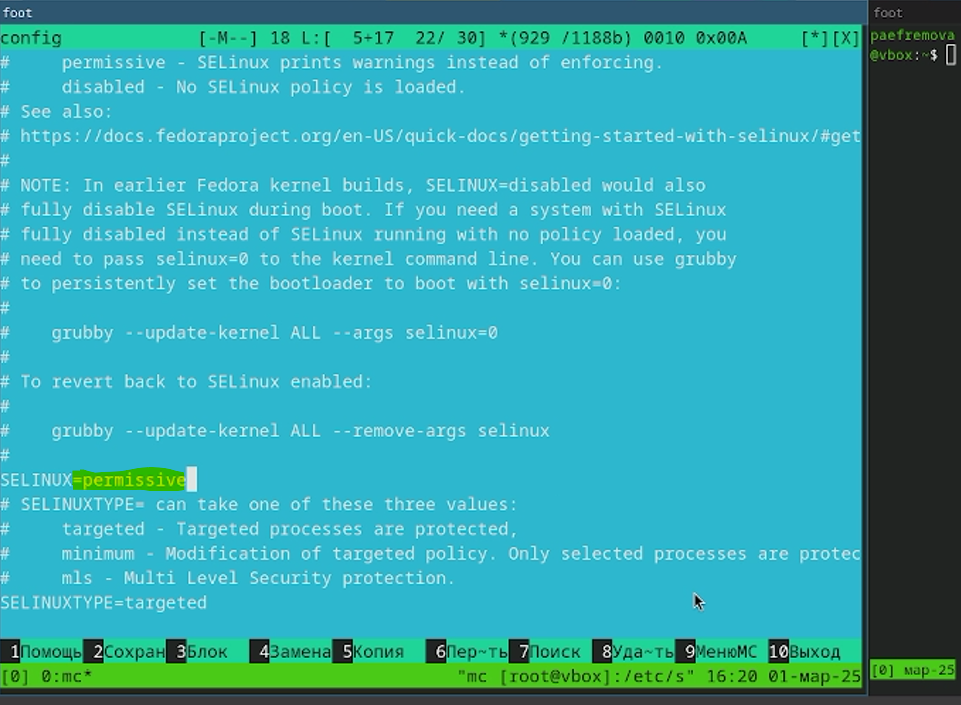 foot
config [-M--] 18 L:[ 5+17 22/ 30] *(929 /1188b) 0010 0x00A [*][X]
# permissive - SELinux prints warnings instead of enforcing.
# disabled - No SELinux policy is loaded.
# See also:
# https://docs.fedoraproject.org/en-US/quick-docs/getting-started-with-selinux/#get
#
# NOTE: In earlier Fedora kernel builds, SELINUX=disabled would also
# fully disable SELinux during boot. If you need a system with SELinux
# fully disabled instead of SELinux running with no policy loaded, you
# need to pass selinux=0 to the kernel command line. You can use grubby
# to persistently set the bootloader to boot with selinux=0:
#
# grubby --update-kernel ALL --args selinux=0
#
# To revert back to SELinux enabled:
#
# grubby --update-kernel ALL --remove-args selinux
#
SELINUX=permissive
# SELINUXTYPE= can take one of these three values:
# targeted - Targeted processes are protected,
# minimum - Modification of targeted policy. Only selected processes are protec
# mls - Multi Level Security protection.
SELINUXTYPE=targeted
1Помощь 2Сохран 3Блок 4Замена 5Копия 6Пер~ть 7Поиск 8Уда~ть 9МенюМС 10Выход
[0] 0:mc* "mc [root@vbox]:/etc/s" 16:20 01-мар-25
foot
paefremova
@vbox:~$
[0] мар-25